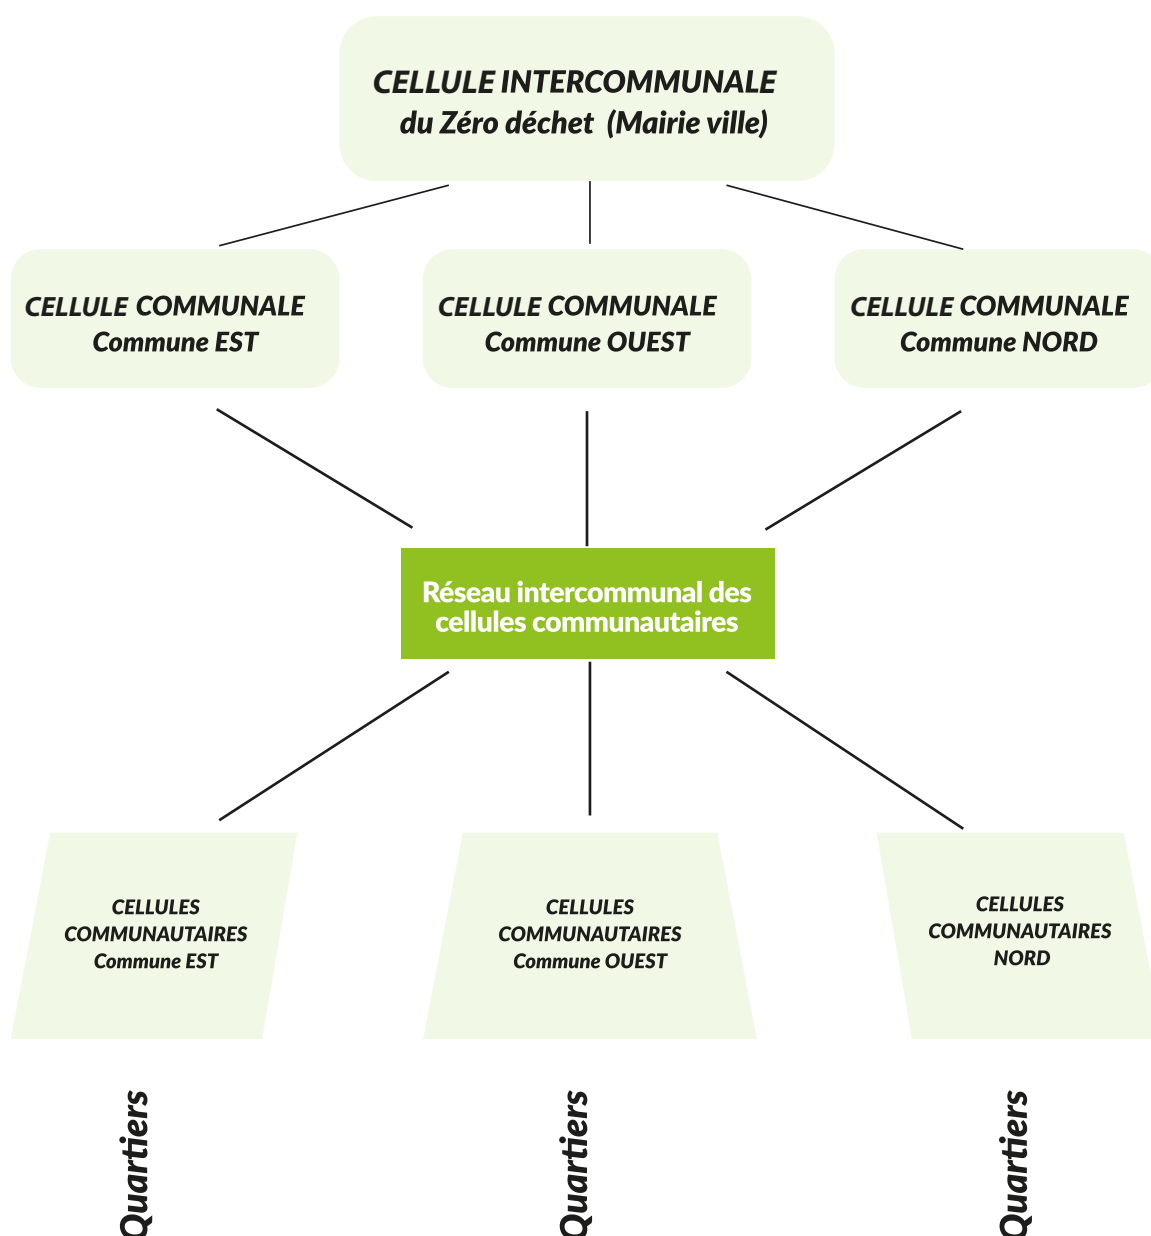 CELLULE INTERCOMMUNALE
du Zéro déchet (Mairie ville)
CELLULE COMMUNALE
Commune EST
CELLULE COMMUNALE
Commune OUEST
CELLULE COMMUNALE
Commune NORD
Réseau intercommunal des
cellules communautaires
CELLULES
COMMUNAUTAIRES
Commune EST
CELLULES
COMMUNAUTAIRES
Commune OUEST
CELLULES
COMMUNAUTAIRES
NORD
Quartiers
Quartiers
Quartiers